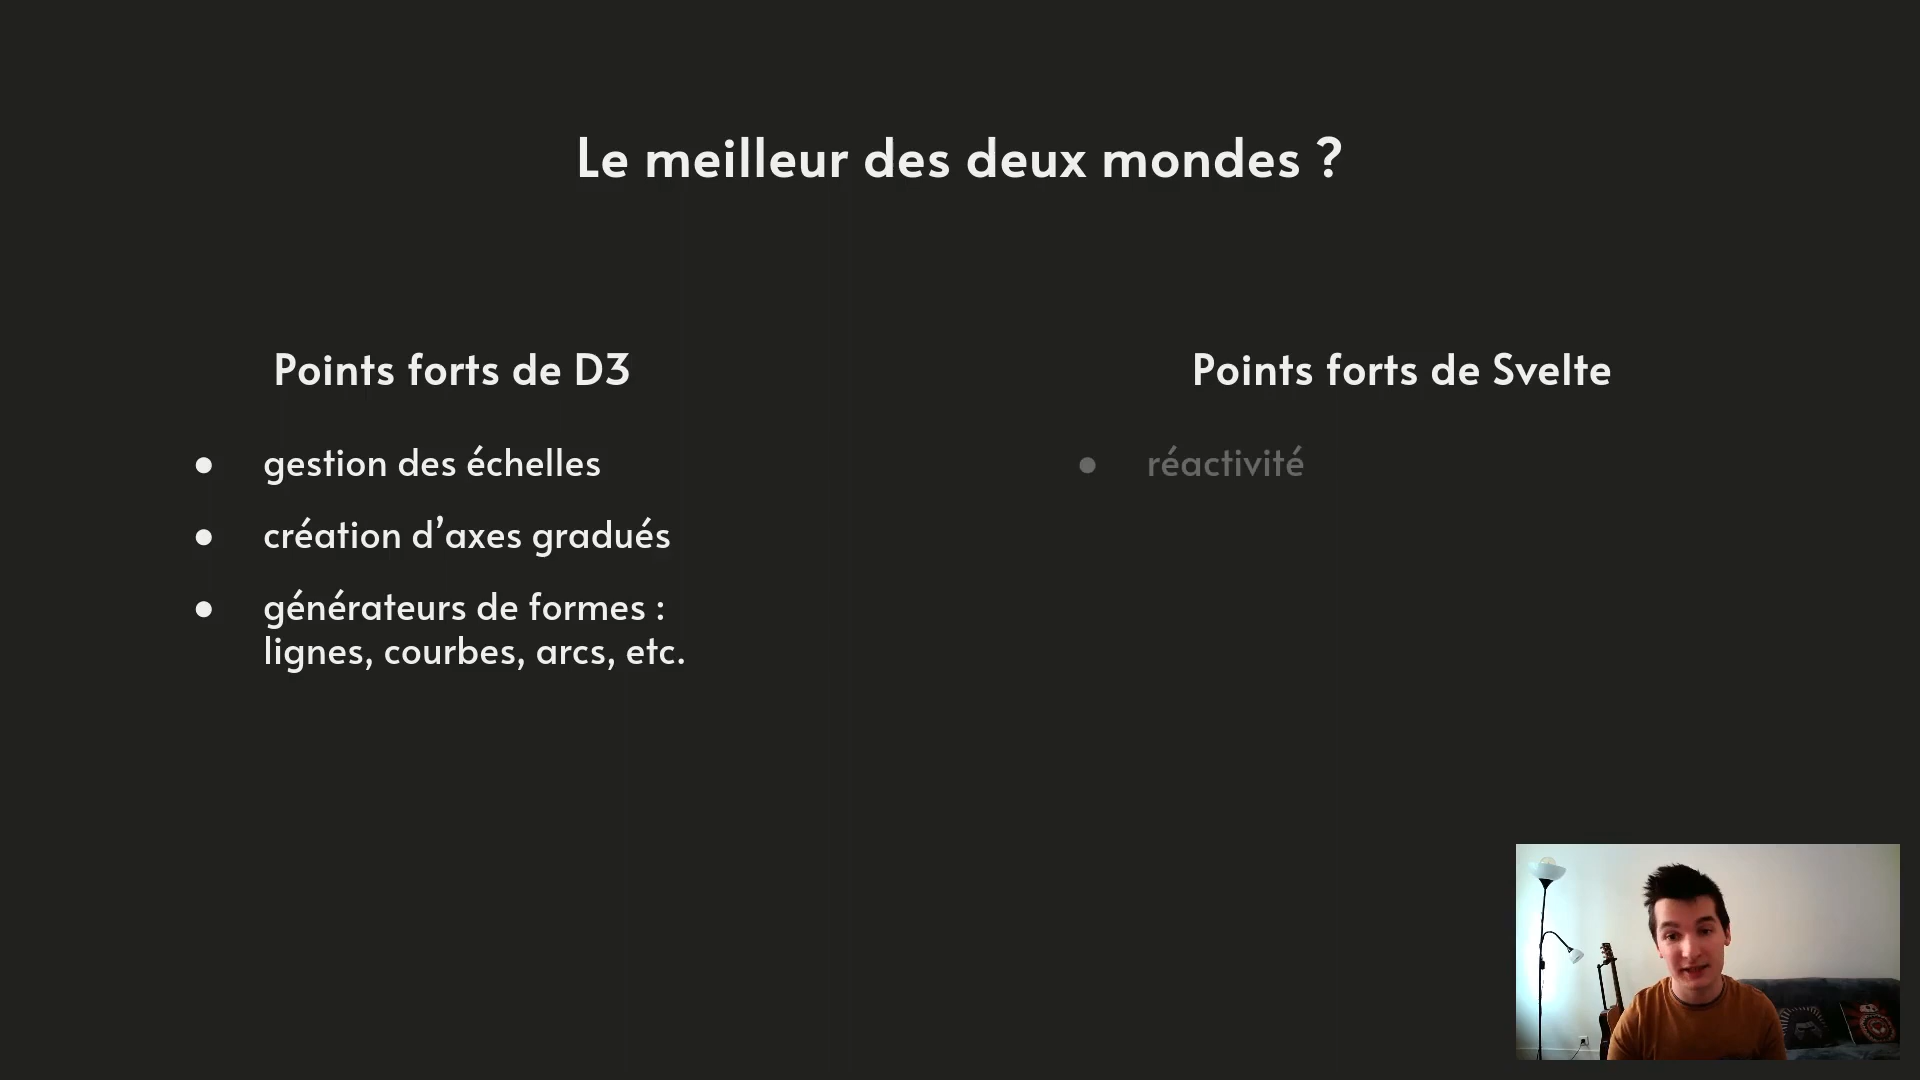 Le meilleur des deux mondes ?
Points forts de D3
● gestion des échelles
● création d’axes gradués
● générateurs de formes :
lignes, courbes, arcs, etc.
Points forts de Svelte
● réactivité